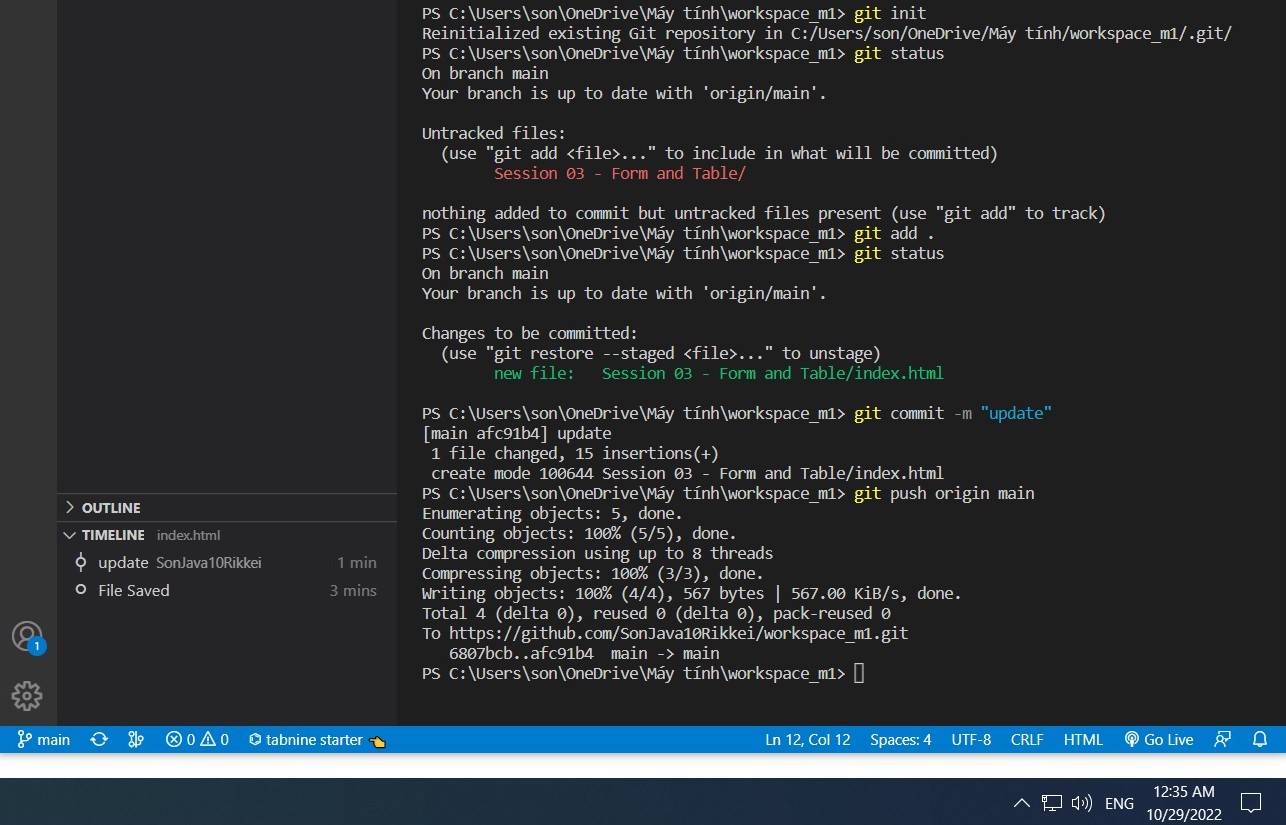 PS C:\Users\son\OneDrive\Máy tính\workspace_m1> git init
Reinitialized existing Git repository in C:/Users/son/OneDrive/Máy tính/workspace_m1/.git/
PS C:\Users\son\OneDrive\Máy tính\workspace_m1> git status
On branch main
Your branch is up to date with 'origin/main'.
Untracked files:
(use "git add <file>..." to include in what will be committed)
Session 03 - Form and Table/
nothing added to commit but untracked files present (use "git add" to track)
PS C:\Users\son\OneDrive\Máy tính\workspace_m1> git add .
PS C:\Users\son\OneDrive\Máy tính\workspace_m1> git status
On branch main
Your branch is up to date with 'origin/main'.
Changes to be committed:
(use "git restore --staged <file>..." to unstage)
new file:   Session 03 - Form and Table/index.html
PS C:\Users\son\OneDrive\Máy tính\workspace_m1> git commit -m "update"
[main afc91b4] update
1 file changed, 15 insertions(+)
create mode 100644 Session 03 - Form and Table/index.html
PS C:\Users\son\OneDrive\Máy tính\workspace_m1> git push origin main
Enumerating objects: 5, done.
Counting objects: 100% (5/5), done.
Delta compression using up to 8 threads
Compressing objects: 100% (3/3), done.
Writing objects: 100% (4/4), 567 bytes | 567.00 KiB/s, done.
Total 4 (delta 0), reused 0 (delta 0), pack-reused 0
To https://github.com/SonJava10Rikkei/workspace_m1.git
6807bcb..afc91b4  main -> main
PS C:\Users\son\OneDrive\Máy tính\workspace_m1>
OUTLINE
TIMELINE index.html
update SonJava10Rikkei 1 min
File Saved 3 mins
1
main 0 0 tabnine starter Ln 12, Col 12 Spaces: 4 UTF-8 CRLF HTML Go Live
ENG 12:35 AM
10/29/2022